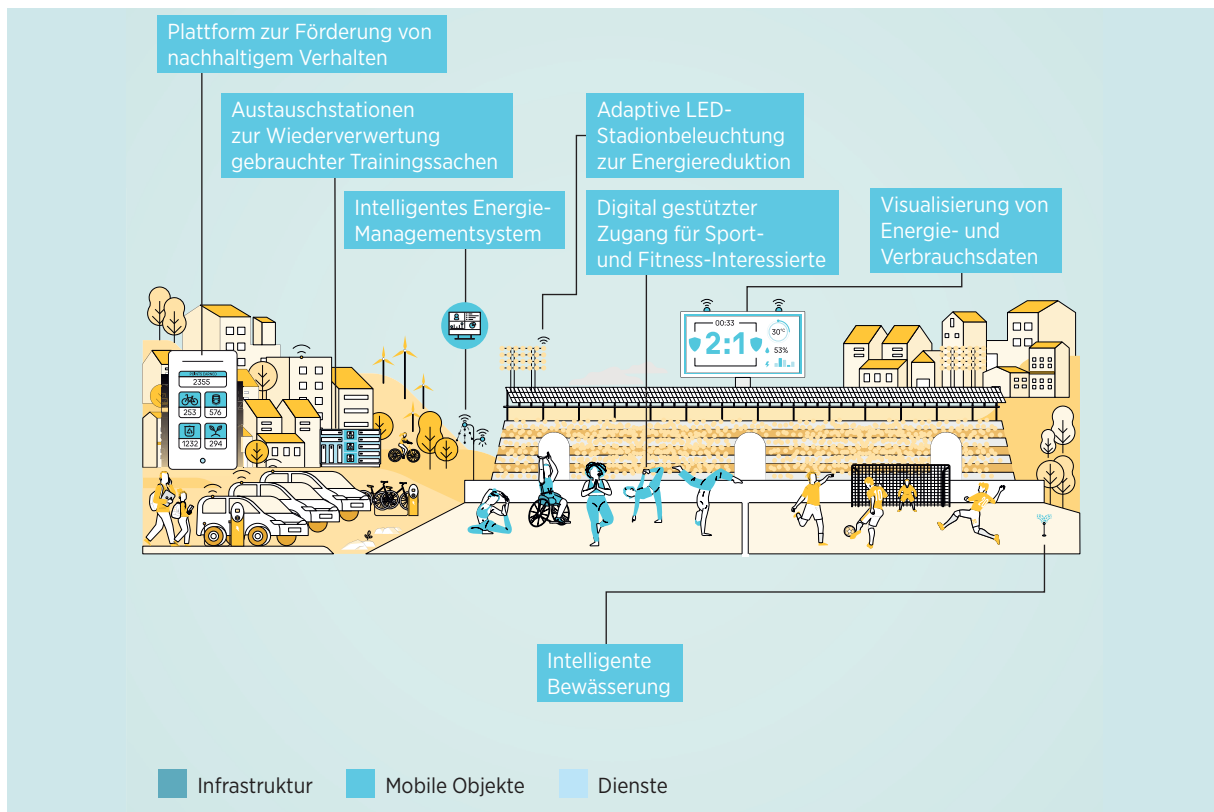 Plattform zur Förderung von
nachhaltigem Verhalten
Austauschstationen
zur Wiederverwertung
gebrauchter Trainingssachen
Adaptive LED-
Stadionbeleuchtung
zur Energiereduktion
Intelligentes Energie-
Managementsystem
Digital gestützter
Zugang für Sport-
und Fitness-Interessierte
Visualisierung von
Energie- und
Verbrauchsdaten
00:33
2:1
30°C
53%
POINTS EARNED
2355
253 576
1232 294
Intelligente
Bewässerung
Infrastruktur
Mobile Objekte
Dienste